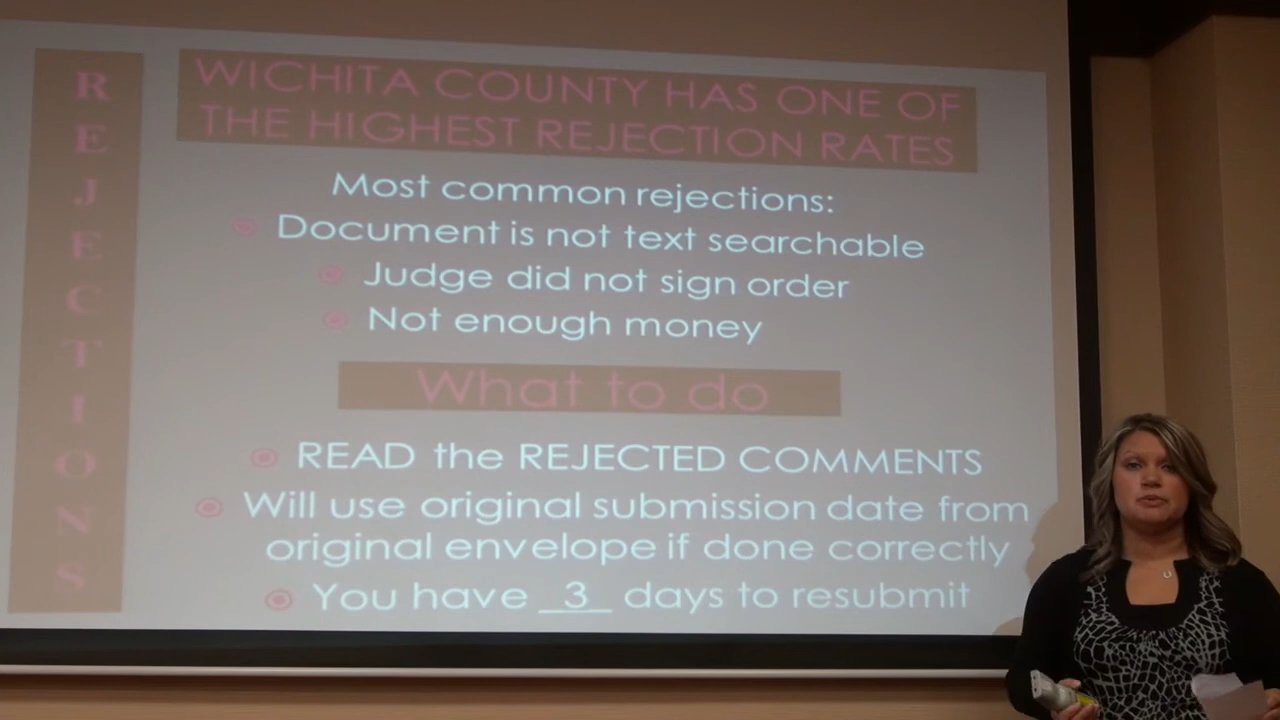 REJECTIONS
WICHITA COUNTY HAS ONE OF
THE HIGHEST REJECTION RATES
Most common rejections:
Document is not text searchable
Judge did not sign order
Not enough money
What to do
READ the REJECTED COMMENTS
Will use original submission date from
original envelope if done correctly
You have _3_ days to resubmit